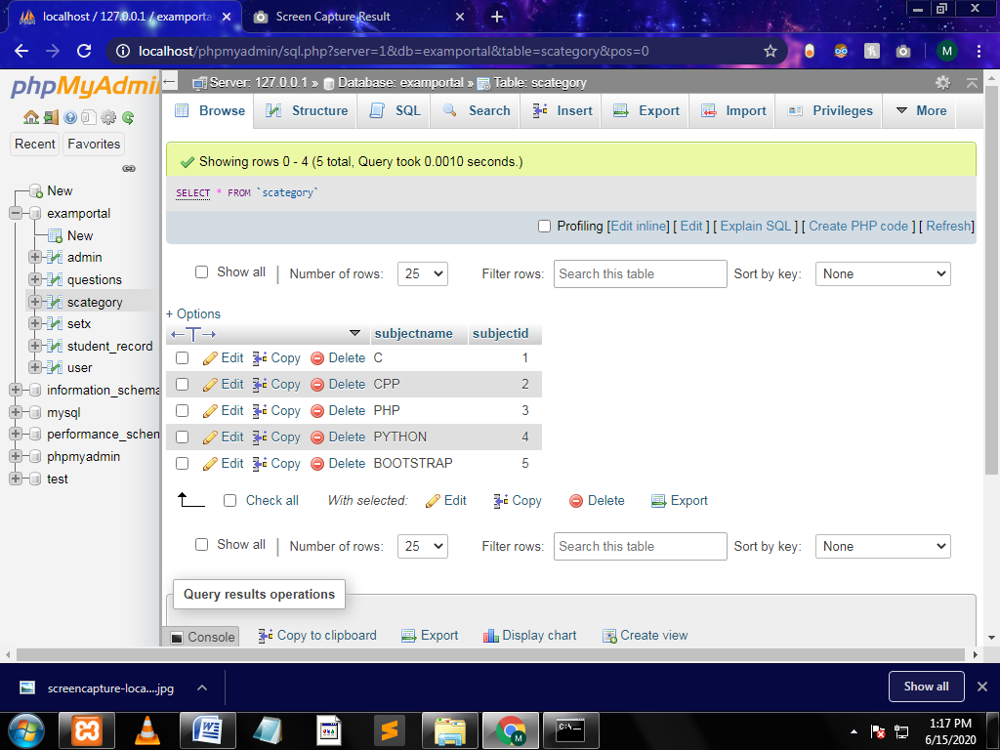 localhost / 127.0.0.1 / examporta
Screen Capture Result
localhost/phpmyadmin/sql.php?server=1&db=examportal&table=scategory&pos=0
M
phpMyAdmi
Server: 127.0.0.1 » Database: examportal » Table: scategory
Browse Structure SQL Search Insert Export Import Privileges More
Recent Favorites
New
examportal
New
admin
questions
scategory
setx
student_record
user
information_schema
mysql
performance_schen
phpmyadmin
test
Showing rows 0 - 4 (5 total, Query took 0.0010 seconds.)
SELECT * FROM `scategory`
Profiling [Edit inline] [ Edit ] [ Explain SQL ] [ Create PHP code ] [ Refresh]
Show all | Number of rows: 25 Filter rows: Search this table Sort by key: None
+ Options
←T→ subjectname subjectid
Edit Copy Delete C 1
Edit Copy Delete CPP 2
Edit Copy Delete PHP 3
Edit Copy Delete PYTHON 4
Edit Copy Delete BOOTSTRAP 5
Check all With selected: Edit Copy Delete Export
Show all | Number of rows: 25 Filter rows: Search this table Sort by key: None
Query results operations
Console Copy to clipboard Export Display chart Create view
screencapture-loca....jpg
Show all
1:17 PM
6/15/2020